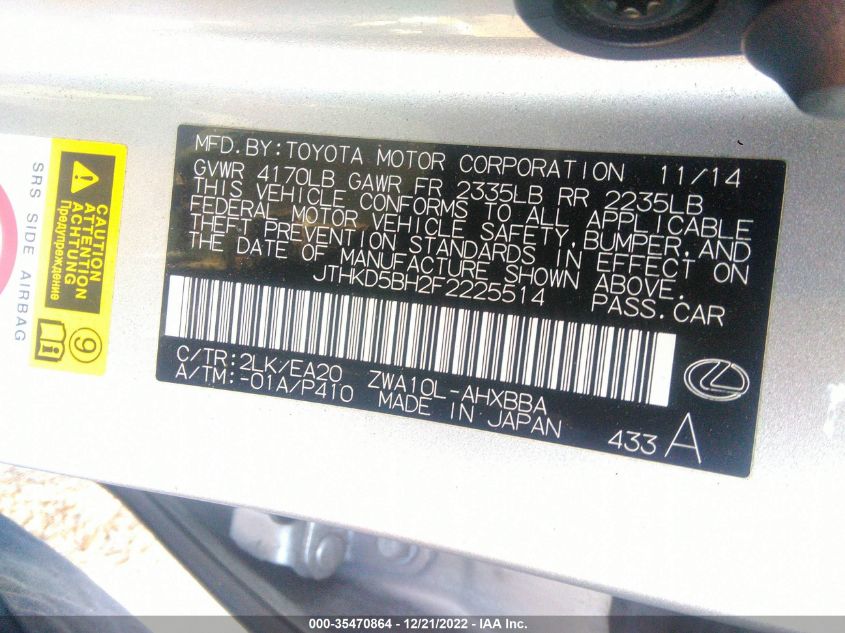 MFD.BY:TOYOTA MOTOR CORPORATION 11/14
GVWR 4170LB GAWR FR 2335LB RR 2235LB
THIS VEHICLE CONFORMS TO ALL APPLICABLE
FEDERAL MOTOR VEHICLE SAFETY,BUMPER,AND
THEFT PREVENTION STANDARDS IN EFFECT ON
THE DATE OF MANUFACTURE SHOWN ABOVE.
JTHKD5BH2F2225514 PASS.CAR
C/TR:2LK/EA20 ZWA10L-AHXBBA
A/TM:-01A/P410 MADE IN JAPAN
433 A
SRS SIDE AIRBAG
CAUTION
ATTENTION
ACHTUNG
Предупреждение
9
000-35470864 / 12/21/2022 - IAA Inc.